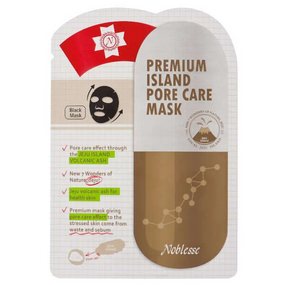 N
Black
Mask
✓ Pore care effect through
the JEJU ISLAND
VOLCANIC ASH
✓ New 7 Wonders of
Nature
✓ Jeju volcanic ash for
health skin
✓ Premium mask giving
pore care effect to the
stressed skin come from
waste and sebum
PREMIUM
ISLAND
PORE CARE
MASK
Noblesse